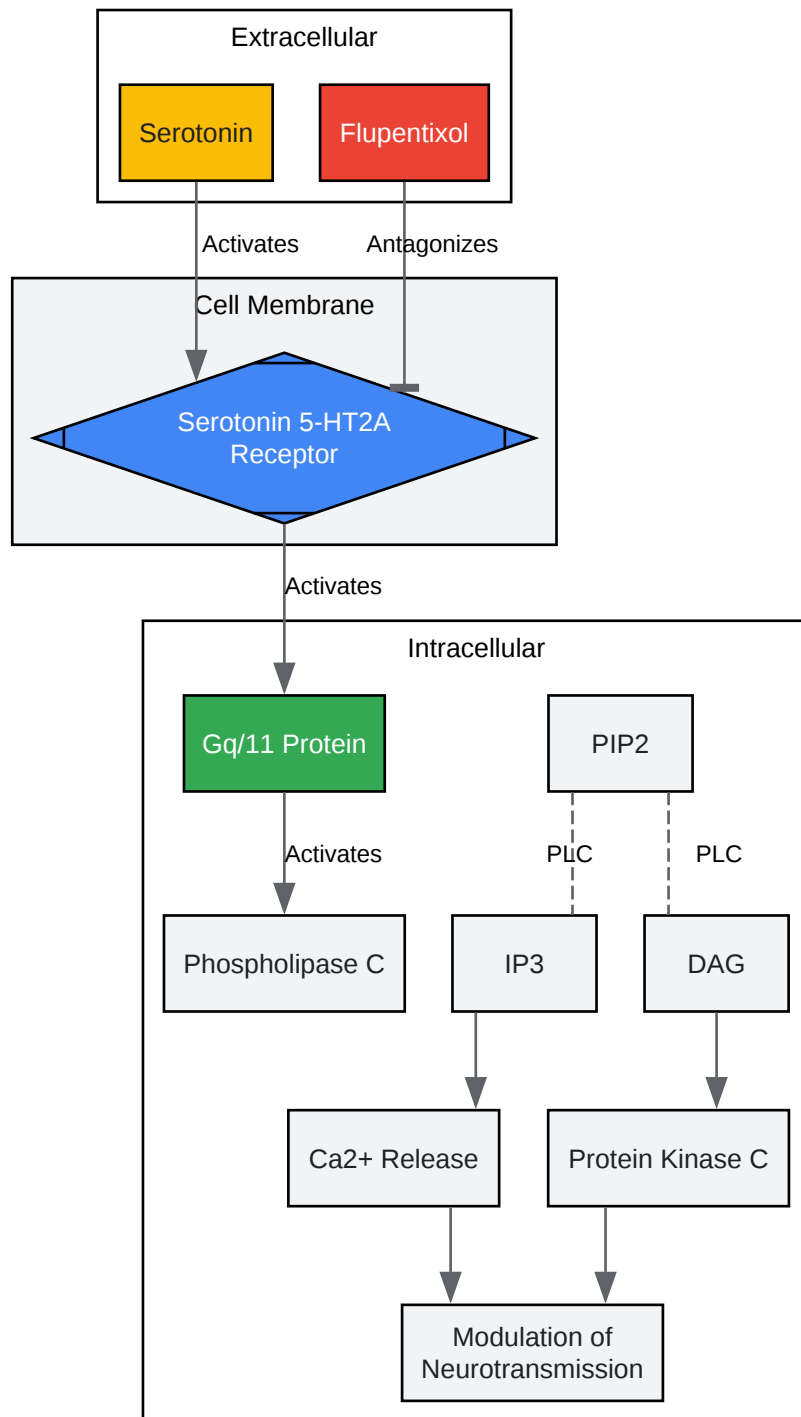 Extracellular
Serotonin
Flupentixol
Activates
Antagonizes
Cell Membrane
Serotonin 5-HT2A
Receptor
Activates
Intracellular
Gq/11 Protein
PIP2
Activates
PLC
PLC
Phospholipase C
IP3
DAG
Ca2+ Release
Protein Kinase C
Modulation of
Neurotransmission